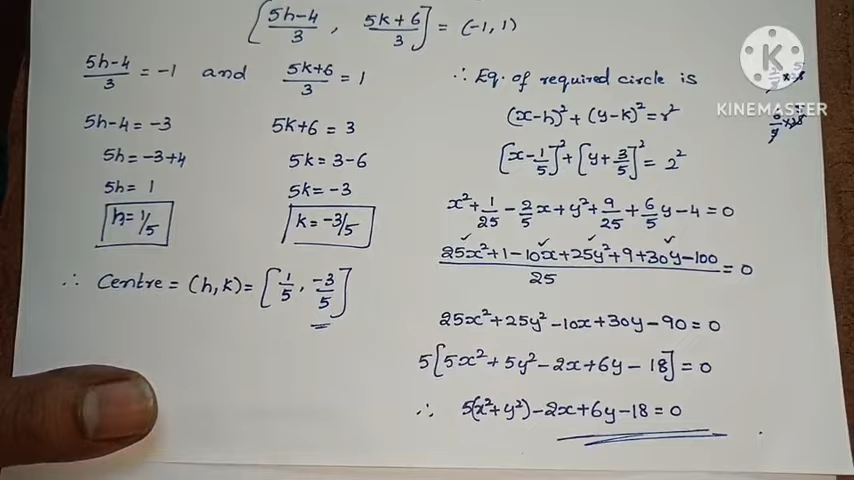 [5h-4/3 , 5k+6/3] = (-1, 1)
5h-4/3 = -1 and 5k+6/3 = 1
5h-4 = -3 5k+6 = 3
5h = -3+4 5k = 3-6
5h = 1 5k = -3
h = 1/5 k = -3/5
∴ Centre = (h, k) = [1/5 , -3/5]
∴ Eq. of required circle is
(x-h)² + (y-k)² = r²
[x-1/5]² + [y+3/5]² = 2²
x² + 1/25 - 2/5x + y² + 9/25 + 6/5y - 4 = 0
25x²+1-10x+25y²+9+30y-100/25 = 0
25x²+25y²-10x+30y-90 = 0
5[5x²+5y²-2x+6y-18] = 0
∴ 5(x²+y²)-2x+6y-18 = 0
K
KINEMASTER